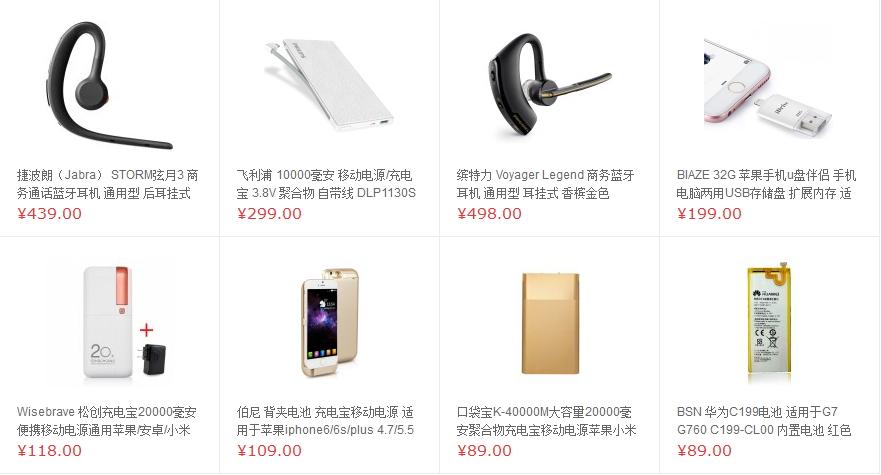 捷波朗（Jabra） STORM弦月3 商
务通话蓝牙耳机 通用型 后耳挂式
¥439.00
PHILIPS
飞利浦 10000毫安 移动电源/充电
宝 3.8V 聚合物 自带线 DLP1130S
¥299.00
缤特力 Voyager Legend 商务蓝牙
耳机 通用型 耳挂式 香槟金色
¥498.00
iDrive
BIAZE 32G 苹果手机u盘伴侣 手机
电脑两用USB存储盘 扩展内存 适
¥199.00
20
+
Wisebrave 松创充电宝20000毫安
便携移动电源通用苹果/安卓/小米
¥118.00
伯尼 背夹电池 充电宝移动电源 适
于苹果iphone6/6s/plus 4.7/5.5
¥109.00
口袋宝K-40000M大容量20000毫
安聚合物充电宝移动电源苹果小米
¥89.00
HUAWEI
BSN 华为C199电池 适用于G7
G760 C199-CL00 内置电池 红色
¥89.00